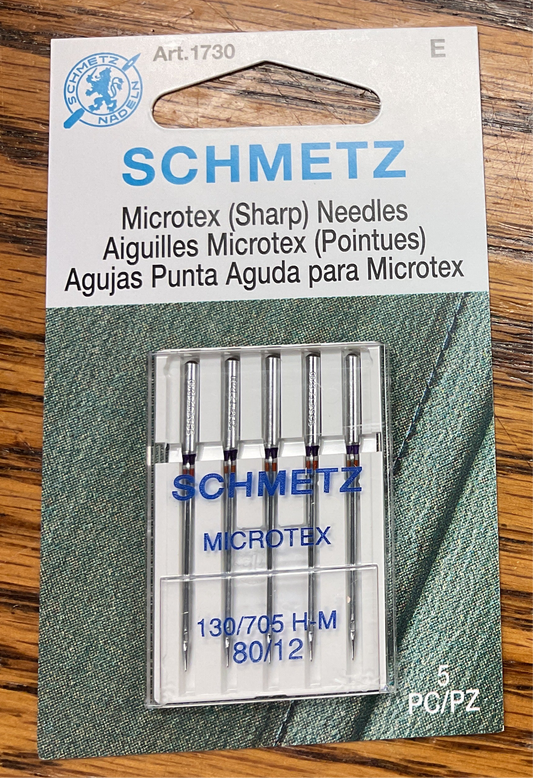 SCHMETZ
NADELN
Art.1730
E
SCHMETZ
Microtex (Sharp) Needles
Aiguilles Microtex (Pointues)
Agujas Punta Aguda para Microtex
SCHMETZ
MICROTEX
130/705 H-M
80/12
5
PC/PZ